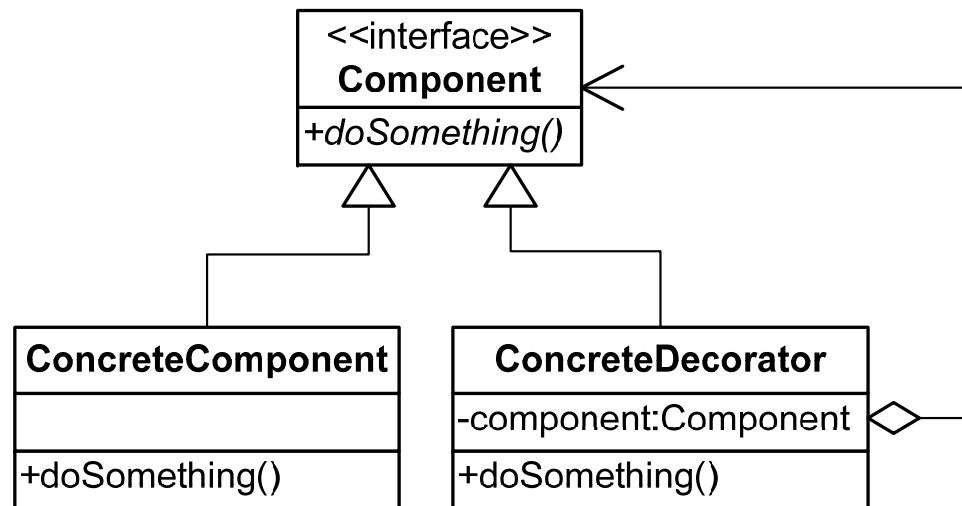 <<interface>>
Component
+doSomething()
ConcreteComponent
+doSomething()
ConcreteDecorator
-component:Component
+doSomething()